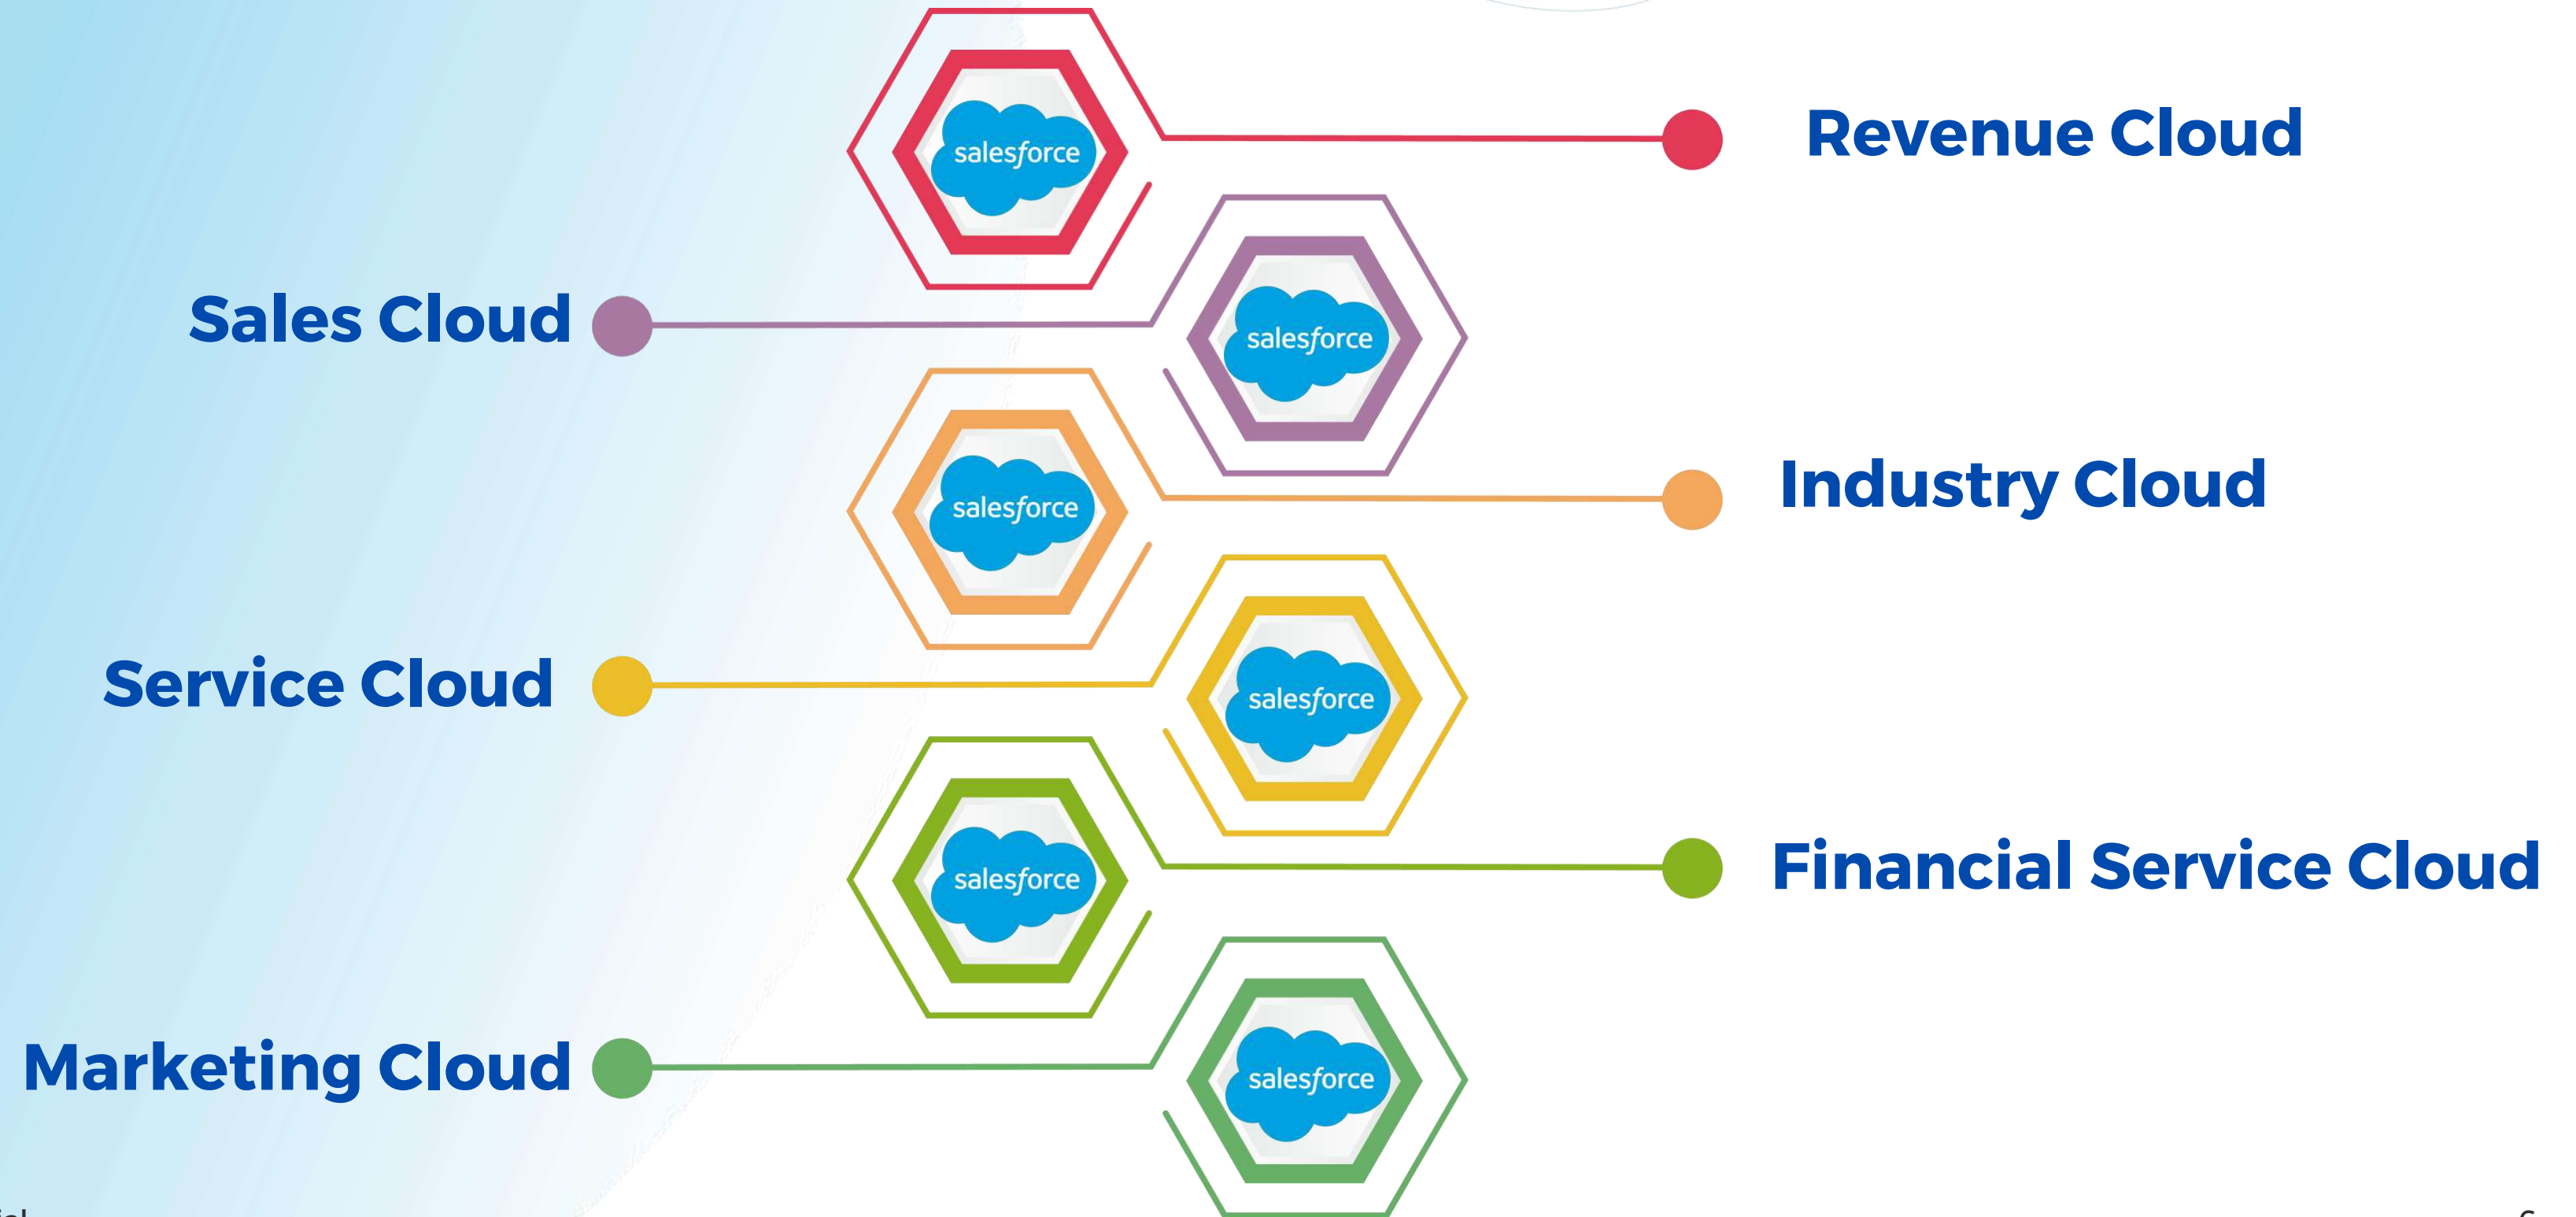 salesforce
Revenue Cloud
Sales Cloud
salesforce
salesforce
Industry Cloud
Service Cloud
salesforce
salesforce
Financial Service Cloud
Marketing Cloud
salesforce